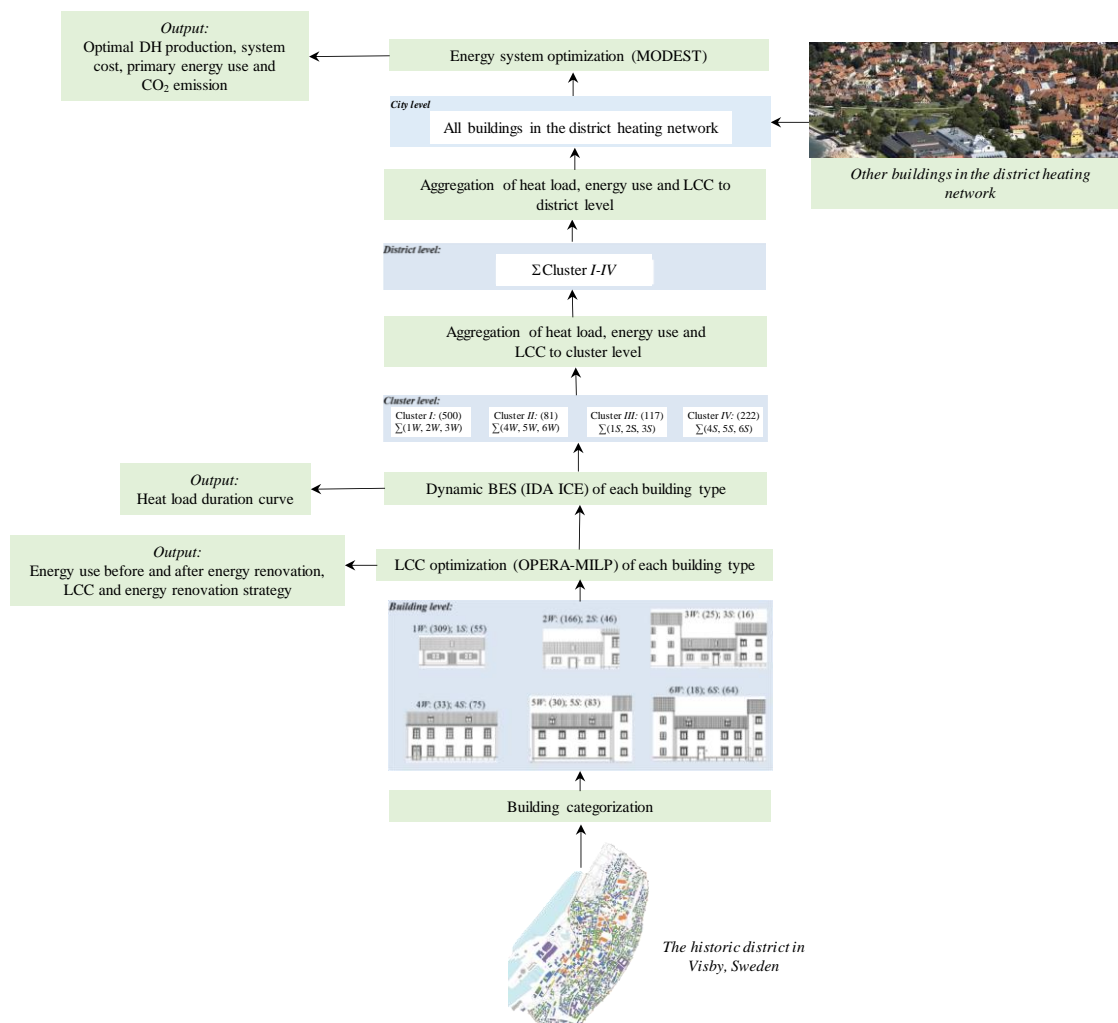 Output:
Optimal DH production, system
cost, primary energy use and
CO₂ emission
Energy system optimization (MODEST)
City level
All buildings in the district heating network
Other buildings in the district heating
network
Aggregation of heat load, energy use and LCC to
district level
District level:
ΣCluster I-IV
Aggregation of heat load, energy use and
LCC to cluster level
Cluster level:
Cluster I: (500)
∑(1W, 2W, 3W)
Cluster II: (81)
∑(4W, 5W, 6W)
Cluster III: (117)
∑(1S, 2S, 3S)
Cluster IV: (222)
∑(4S, 5S, 6S)
Output:
Heat load duration curve
Dynamic BES (IDA ICE) of each building type
Output:
Energy use before and after energy renovation,
LCC and energy renovation strategy
LCC optimization (OPERA-MILP) of each building type
Building level:
1W: (309); 1S: (55)
2W: (166); 2S: (46)
3W: (25); 3S: (16)
4W: (33); 4S: (75)
5W: (30); 5S: (83)
6W: (18); 6S: (64)
Building categorization
The historic district in
Visby, Sweden